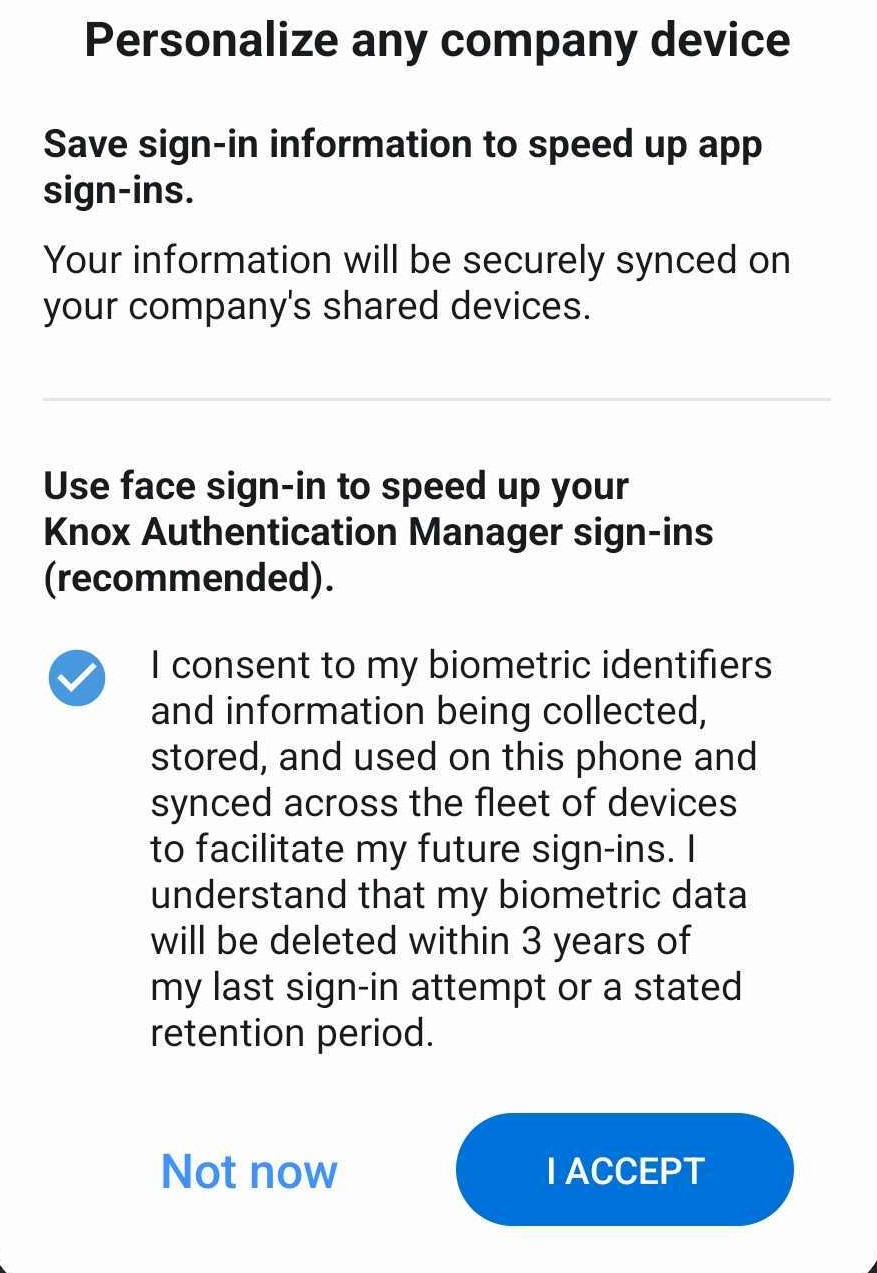 Personalize any company device
Save sign-in information to speed up app
sign-ins.
Your information will be securely synced on
your company's shared devices.
Use face sign-in to speed up your
Knox Authentication Manager sign-ins
(recommended).
I consent to my biometric identifiers
and information being collected,
stored, and used on this phone and
synced across the fleet of devices
to facilitate my future sign-ins. I
understand that my biometric data
will be deleted within 3 years of
my last sign-in attempt or a stated
retention period.
Not now
I ACCEPT